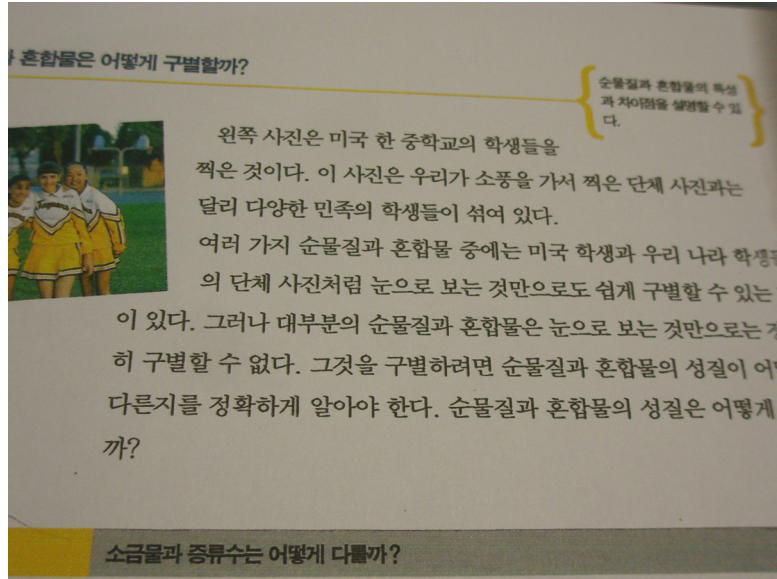 혼합물은 어떻게 구별할까?
순물질과 혼합물의 특성
과 차이점을 설명할 수 있
다.
왼쪽 사진은 미국 한 중학교의 학생들을
찍은 것이다. 이 사진은 우리가 소풍을 가서 찍은 단체 사진과는
달리 다양한 민족의 학생들이 섞여 있다.
여러 가지 순물질과 혼합물 중에는 미국 학생과 우리 나라 학생
의 단체 사진처럼 눈으로 보는 것만으로도 쉽게 구별할 수 있는
이 있다. 그러나 대부분의 순물질과 혼합물은 눈으로 보는 것만으로는
히 구별할 수 없다. 그것을 구별하려면 순물질과 혼합물의 성질이
다른지를 정확하게 알아야 한다. 순물질과 혼합물의 성질은 어떻게
까?
소금물과 증류수는 어떻게 다를까?